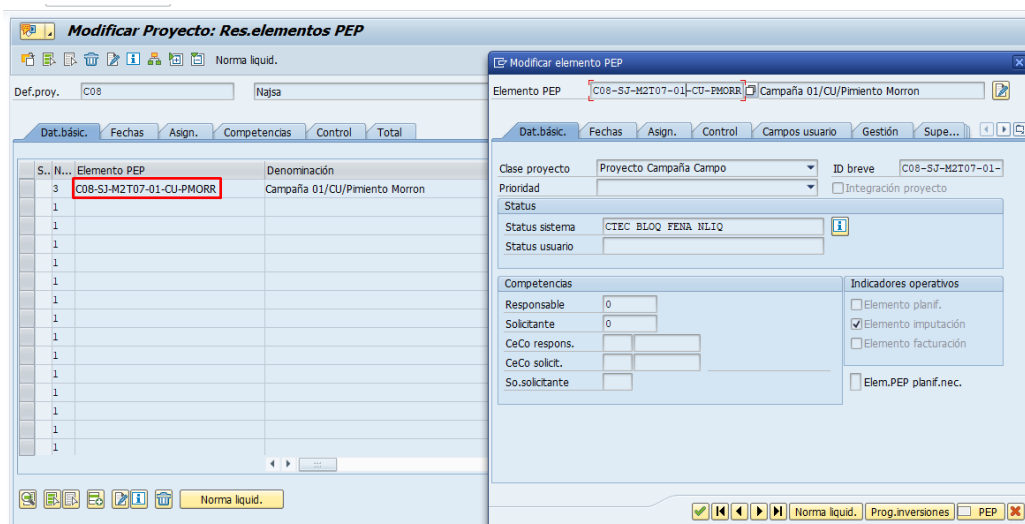 Modificar Proyecto: Res.elementos PEP
Norma liquid.
Def.proy. C08 Najsa
Dat.básic. Fechas Asign. Competencias Control Total
S.. N... Elemento PEP Denominación
3 C08-SJ-M2T07-01-CU-PMORR Campaña 01/CU/Pimiento Morron
1
1
1
1
1
1
1
1
1
1
1
1
1
1
Norma liquid.
Modificar elemento PEP
Elemento PEP C08-SJ-M2T07-01-CU-PMORR Campaña 01/CU/Pimiento Morron
Dat.básic. Fechas Asign. Control Campos usuario Gestión Supe...
Clase proyecto Proyecto Campaña Campo ID breve C08-SJ-M2T07-01-
Prioridad Integración proyecto
Status
Status sistema CTEC BLOQ FENA NLIQ
Status usuario
Competencias Indicadores operativos
Responsable 0 Elemento planif.
Solicitante 0 Elemento imputación
CeCo respons. Elemento facturación
CeCo solicit.
So.solicitante Elem.PEP planif.nec.
Norma liquid. Prog.inversiones PEP